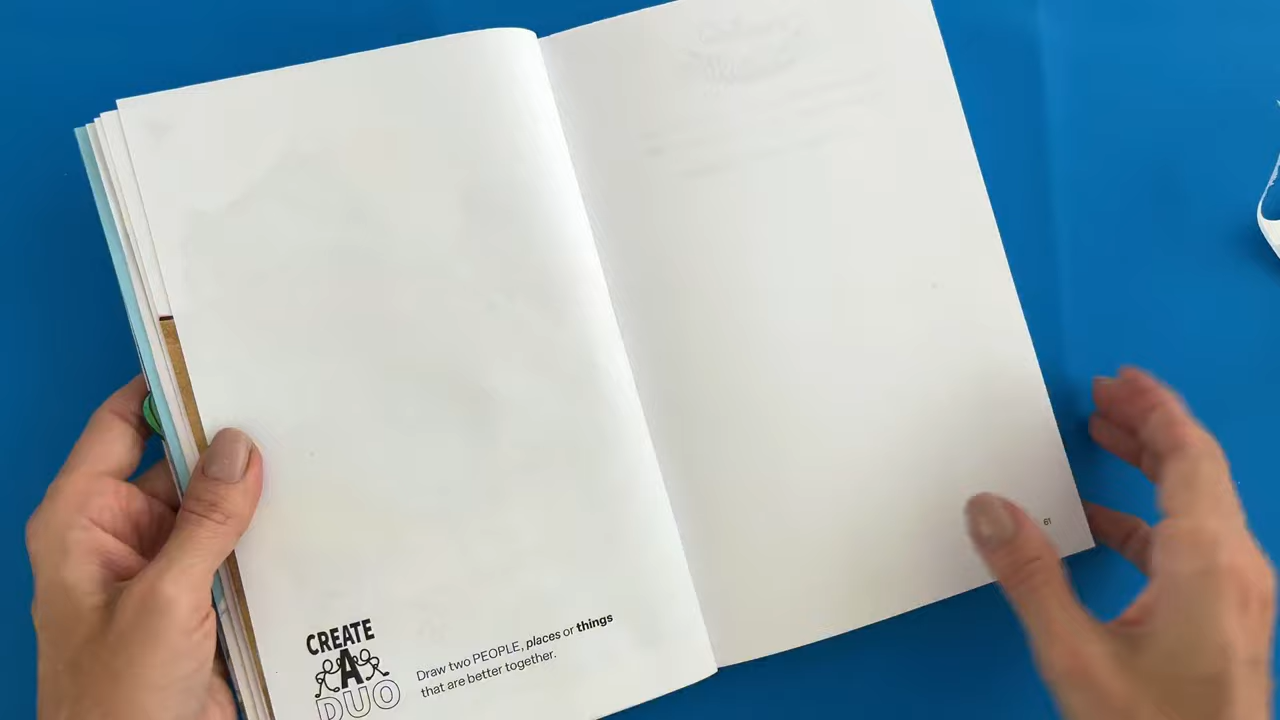 CREATE
A
DUO
Draw two PEOPLE, places or things
that are better together.
61